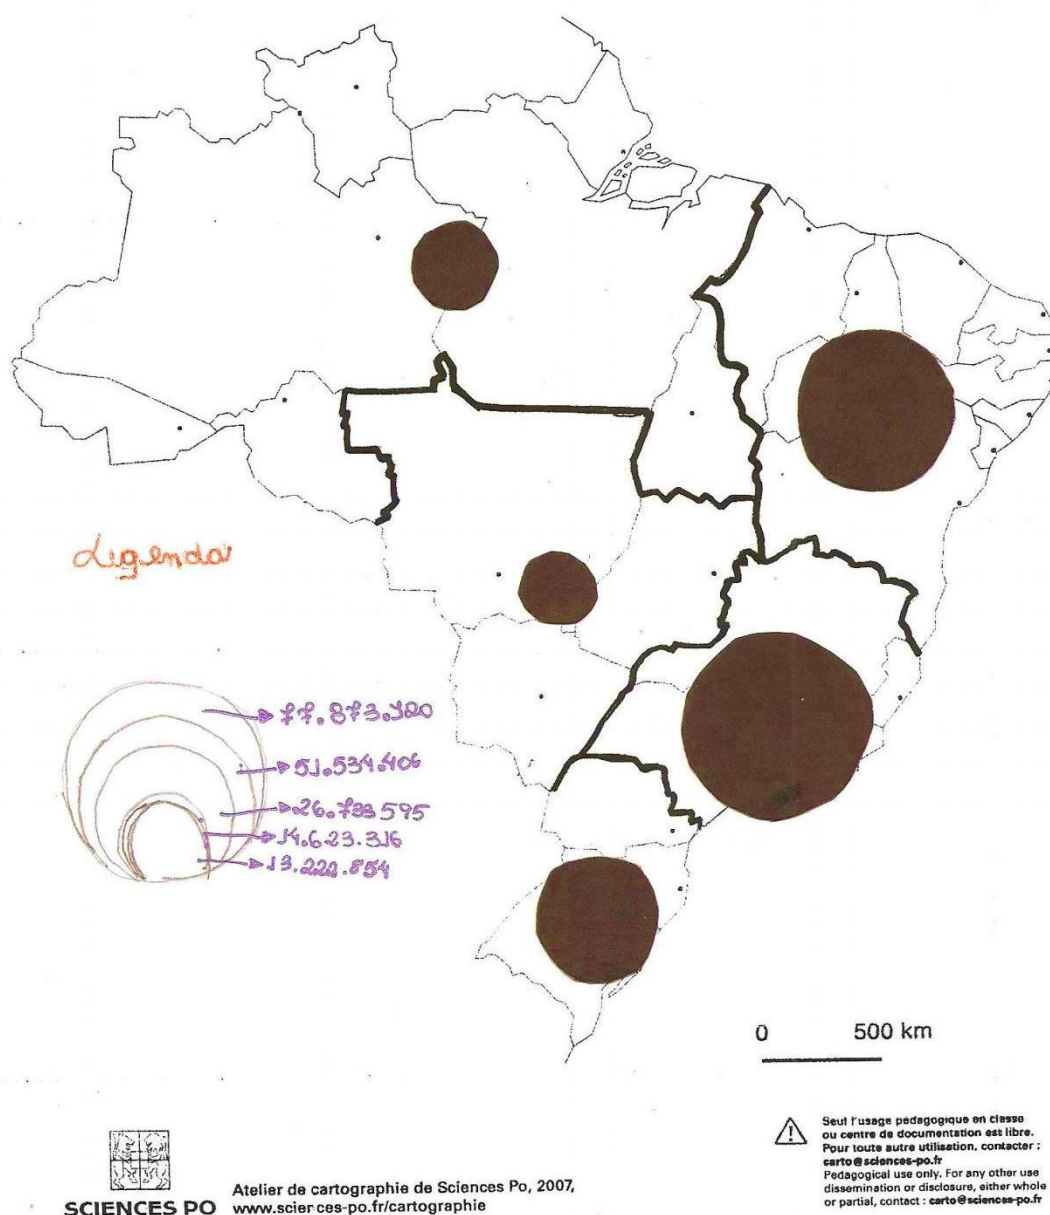 Legenda
77.873.120
51.534.406
26.733.595
14.6-23.316
13.222.854
0 500 km
SCIENCES PO
Atelier de cartographie de Sciences Po, 2007,
www.sciences-po.fr/cartographie
Seul l'usage pédagogique en classe
ou centre de documentation est libre.
Pour toute autre utilisation, contacter :
carto@sciences-po.fr
Pedagogical use only. For any other use
dissemination or disclosure, either whole
or partial, contact : carto@sciences-po.fr